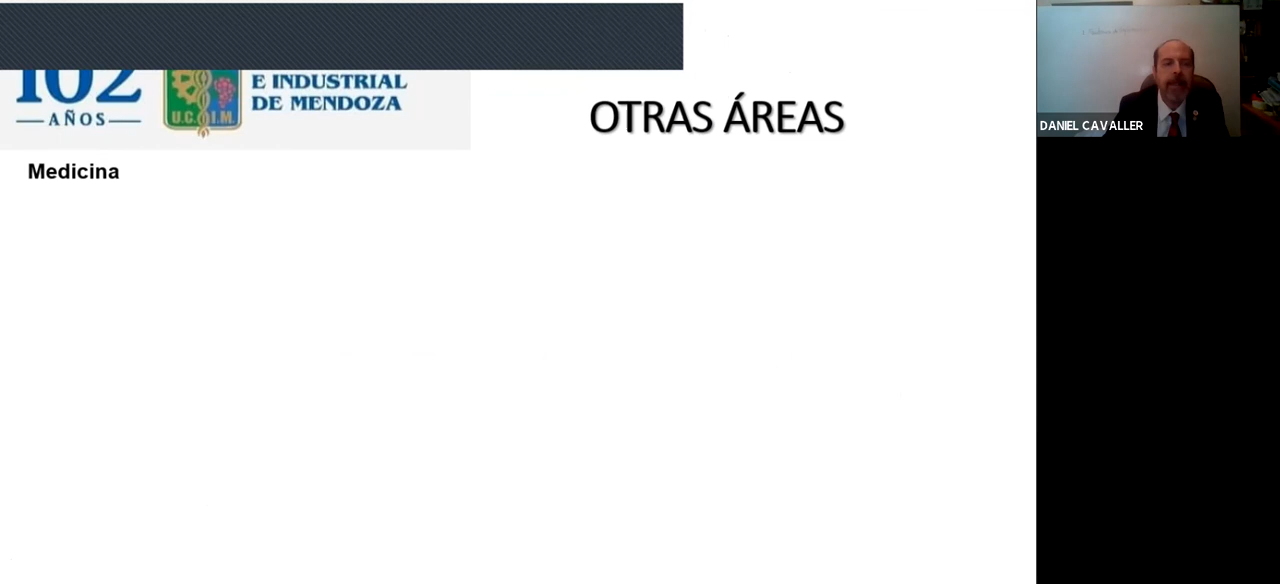 102
AÑOS
U.C.I.M.
E INDUSTRIAL
DE MENDOZA
OTRAS ÁREAS
Medicina
DANIEL CAVALLER